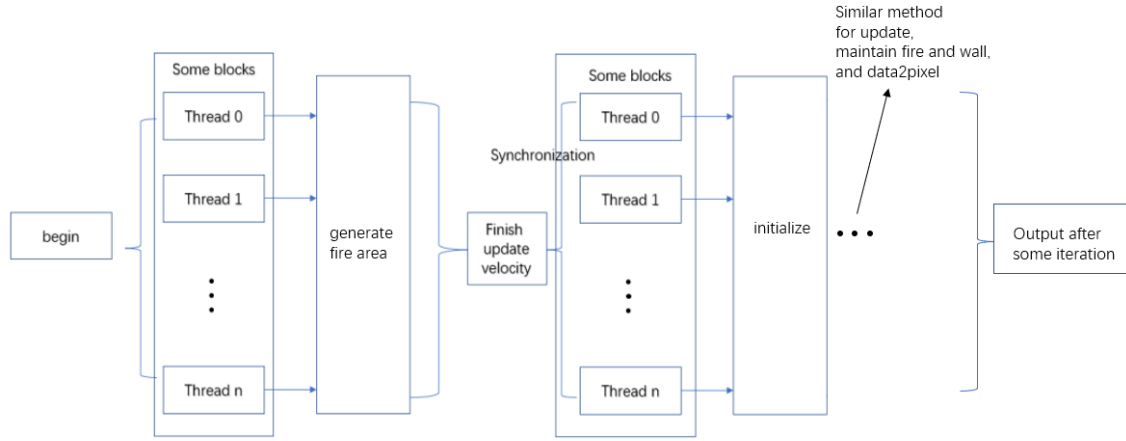 begin
Some blocks
Thread 0
Thread 1
Thread n
generate
fire area
Finish
update
velocity
Synchronization
Some blocks
Thread 0
Thread 1
Thread n
initialize
Similar method
for update,
maintain fire and wall,
and data2pixel
Output after
some iteration